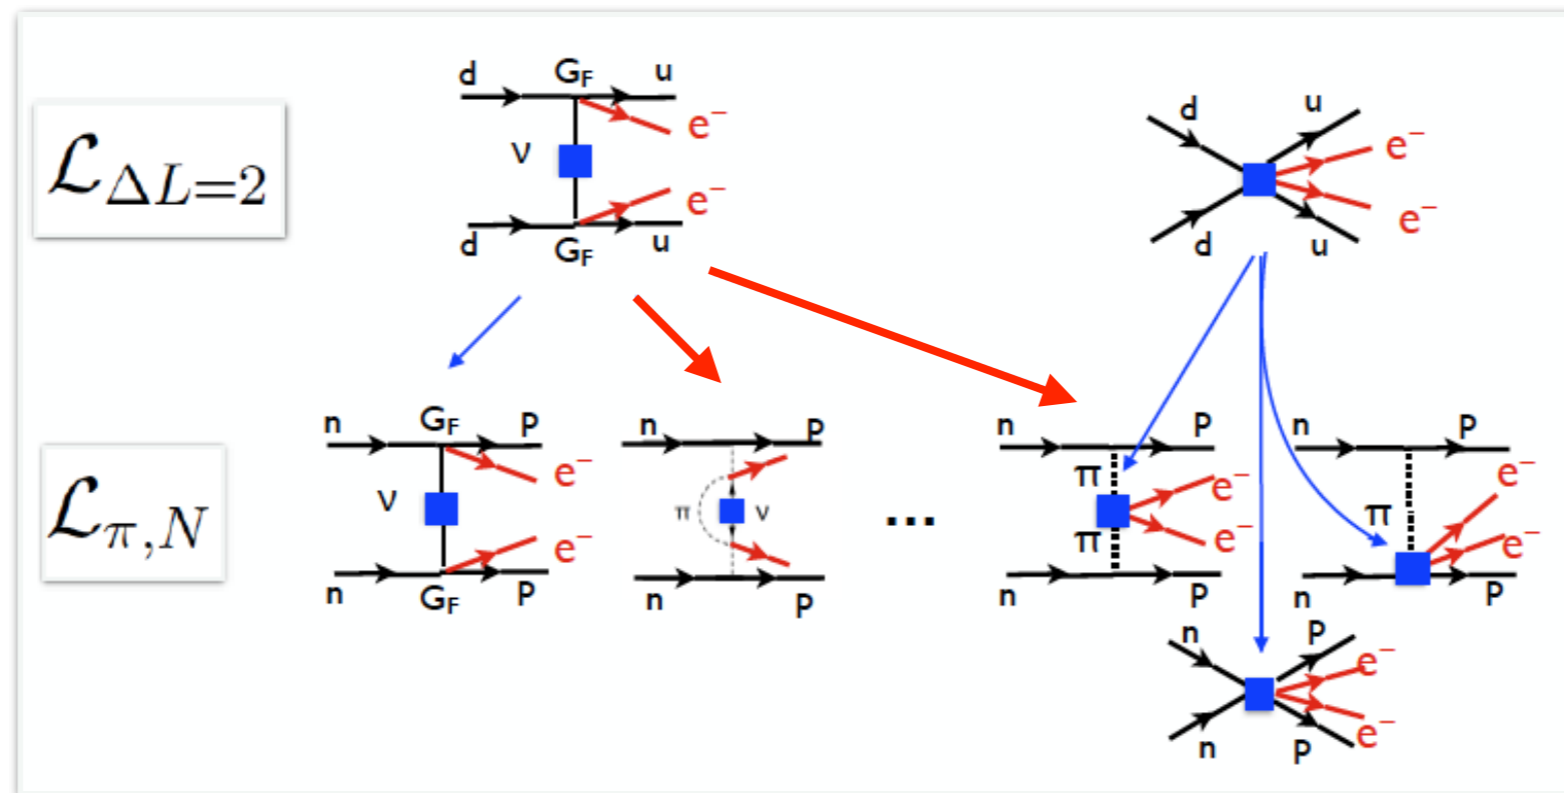 d G_F u
e⁻
ν
e⁻
d G_F u
ℒ_{ΔL=2}
d u
e⁻
e⁻
d u
n G_F p
e⁻
ν
e⁻
n G_F p
ℒ_{π,N}
n p
π ν
n p
...
n p
π e⁻
π e⁻
n p
n p
e⁻
π e⁻
n p
n p
e⁻
e⁻
n p